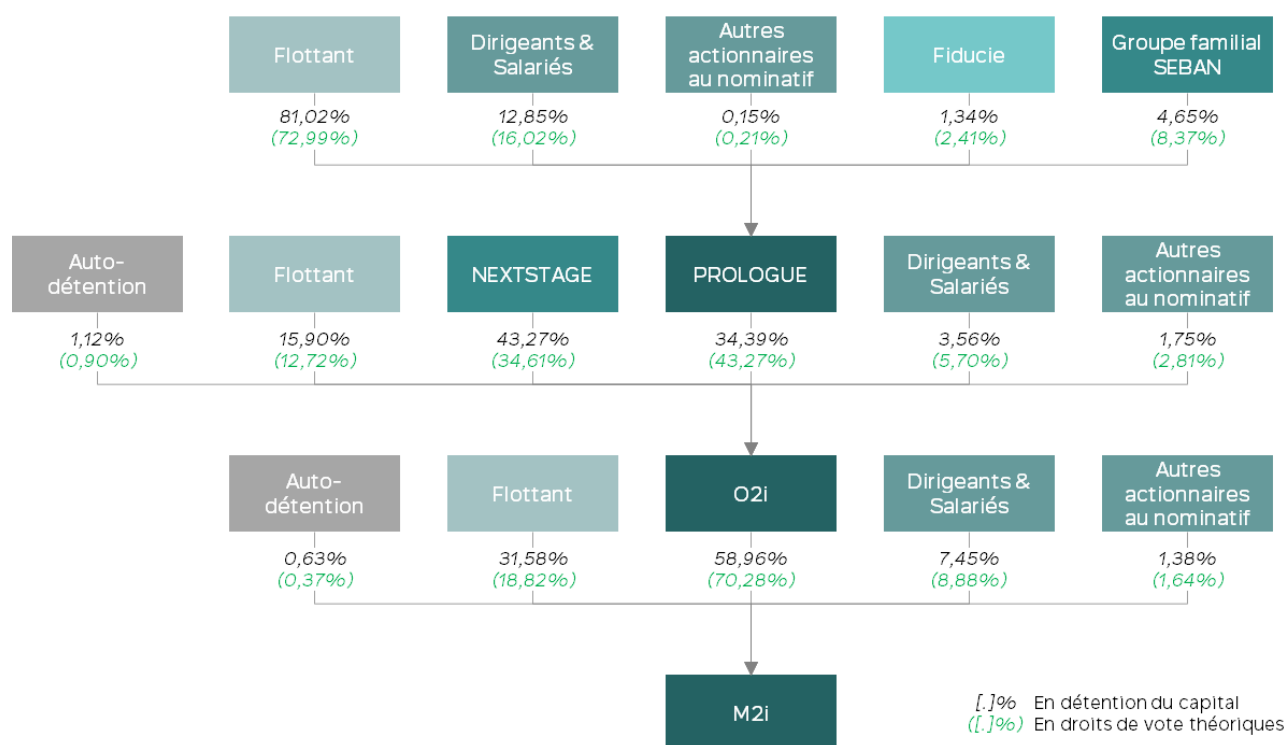 Flottant
Dirigeants &
Salariés
Autres
actionnaires
au nominatif
Fiducie
Groupe familial
SEBAN
81,02%
(72,99%)
12,85%
(16,02%)
0,15%
(0,21%)
1,34%
(2,41%)
4,65%
(8,37%)
Auto-
détention
Flottant
NEXTSTAGE
PROLOGUE
Dirigeants &
Salariés
Autres
actionnaires
au nominatif
1,12%
(0,90%)
15,90%
(12,72%)
43,27%
(34,61%)
34,39%
(43,27%)
3,56%
(5,70%)
1,75%
(2,81%)
Auto-
détention
Flottant
O2i
Dirigeants &
Salariés
Autres
actionnaires
au nominatif
0,63%
(0,37%)
31,58%
(18,82%)
58,96%
(70,28%)
7,45%
(8,88%)
1,38%
(1,64%)
M2i
[.]% En détention du capital
([.]%) En droits de vote théoriques